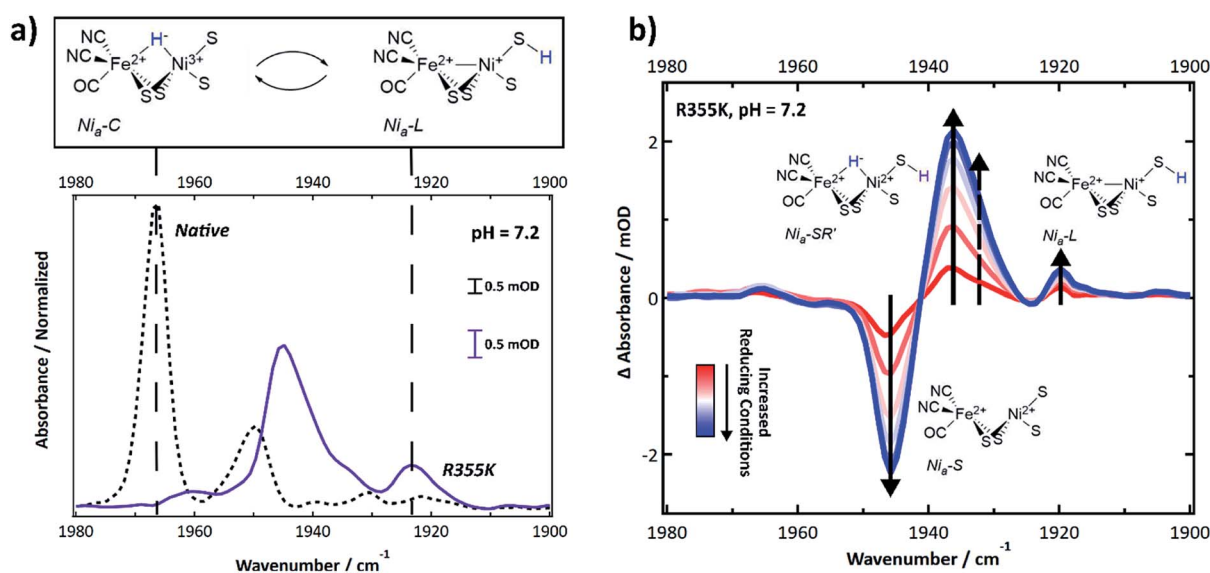 a)
NC
NC
OC
Fe2+
H-
Ni3+
S
S
S
S
Nia-C
NC
NC
OC
Fe2+
Ni+
S
H
S
S
S
Nia-L
1980 1960 1940 1920 1900
Native
pH = 7.2
0.5 mOD
0.5 mOD
R355K
Absorbance / Normalized
1980 1960 1940 1920 1900
Wavenumber / cm-1
b)
1980 1960 1940 1920 1900
R355K, pH = 7.2
2
0
-2
Δ Absorbance / mOD
NC
NC
OC
Fe2+
H-
Ni2+
S
H
S
S
S
Nia-SR'
NC
NC
OC
Fe2+
Ni+
S
H
S
S
S
Nia-L
Increased
Reducing Conditions
NC
NC
OC
Fe2+
Ni2+
S
S
S
S
Nia-S
1980 1960 1940 1920 1900
Wavenumber / cm-1